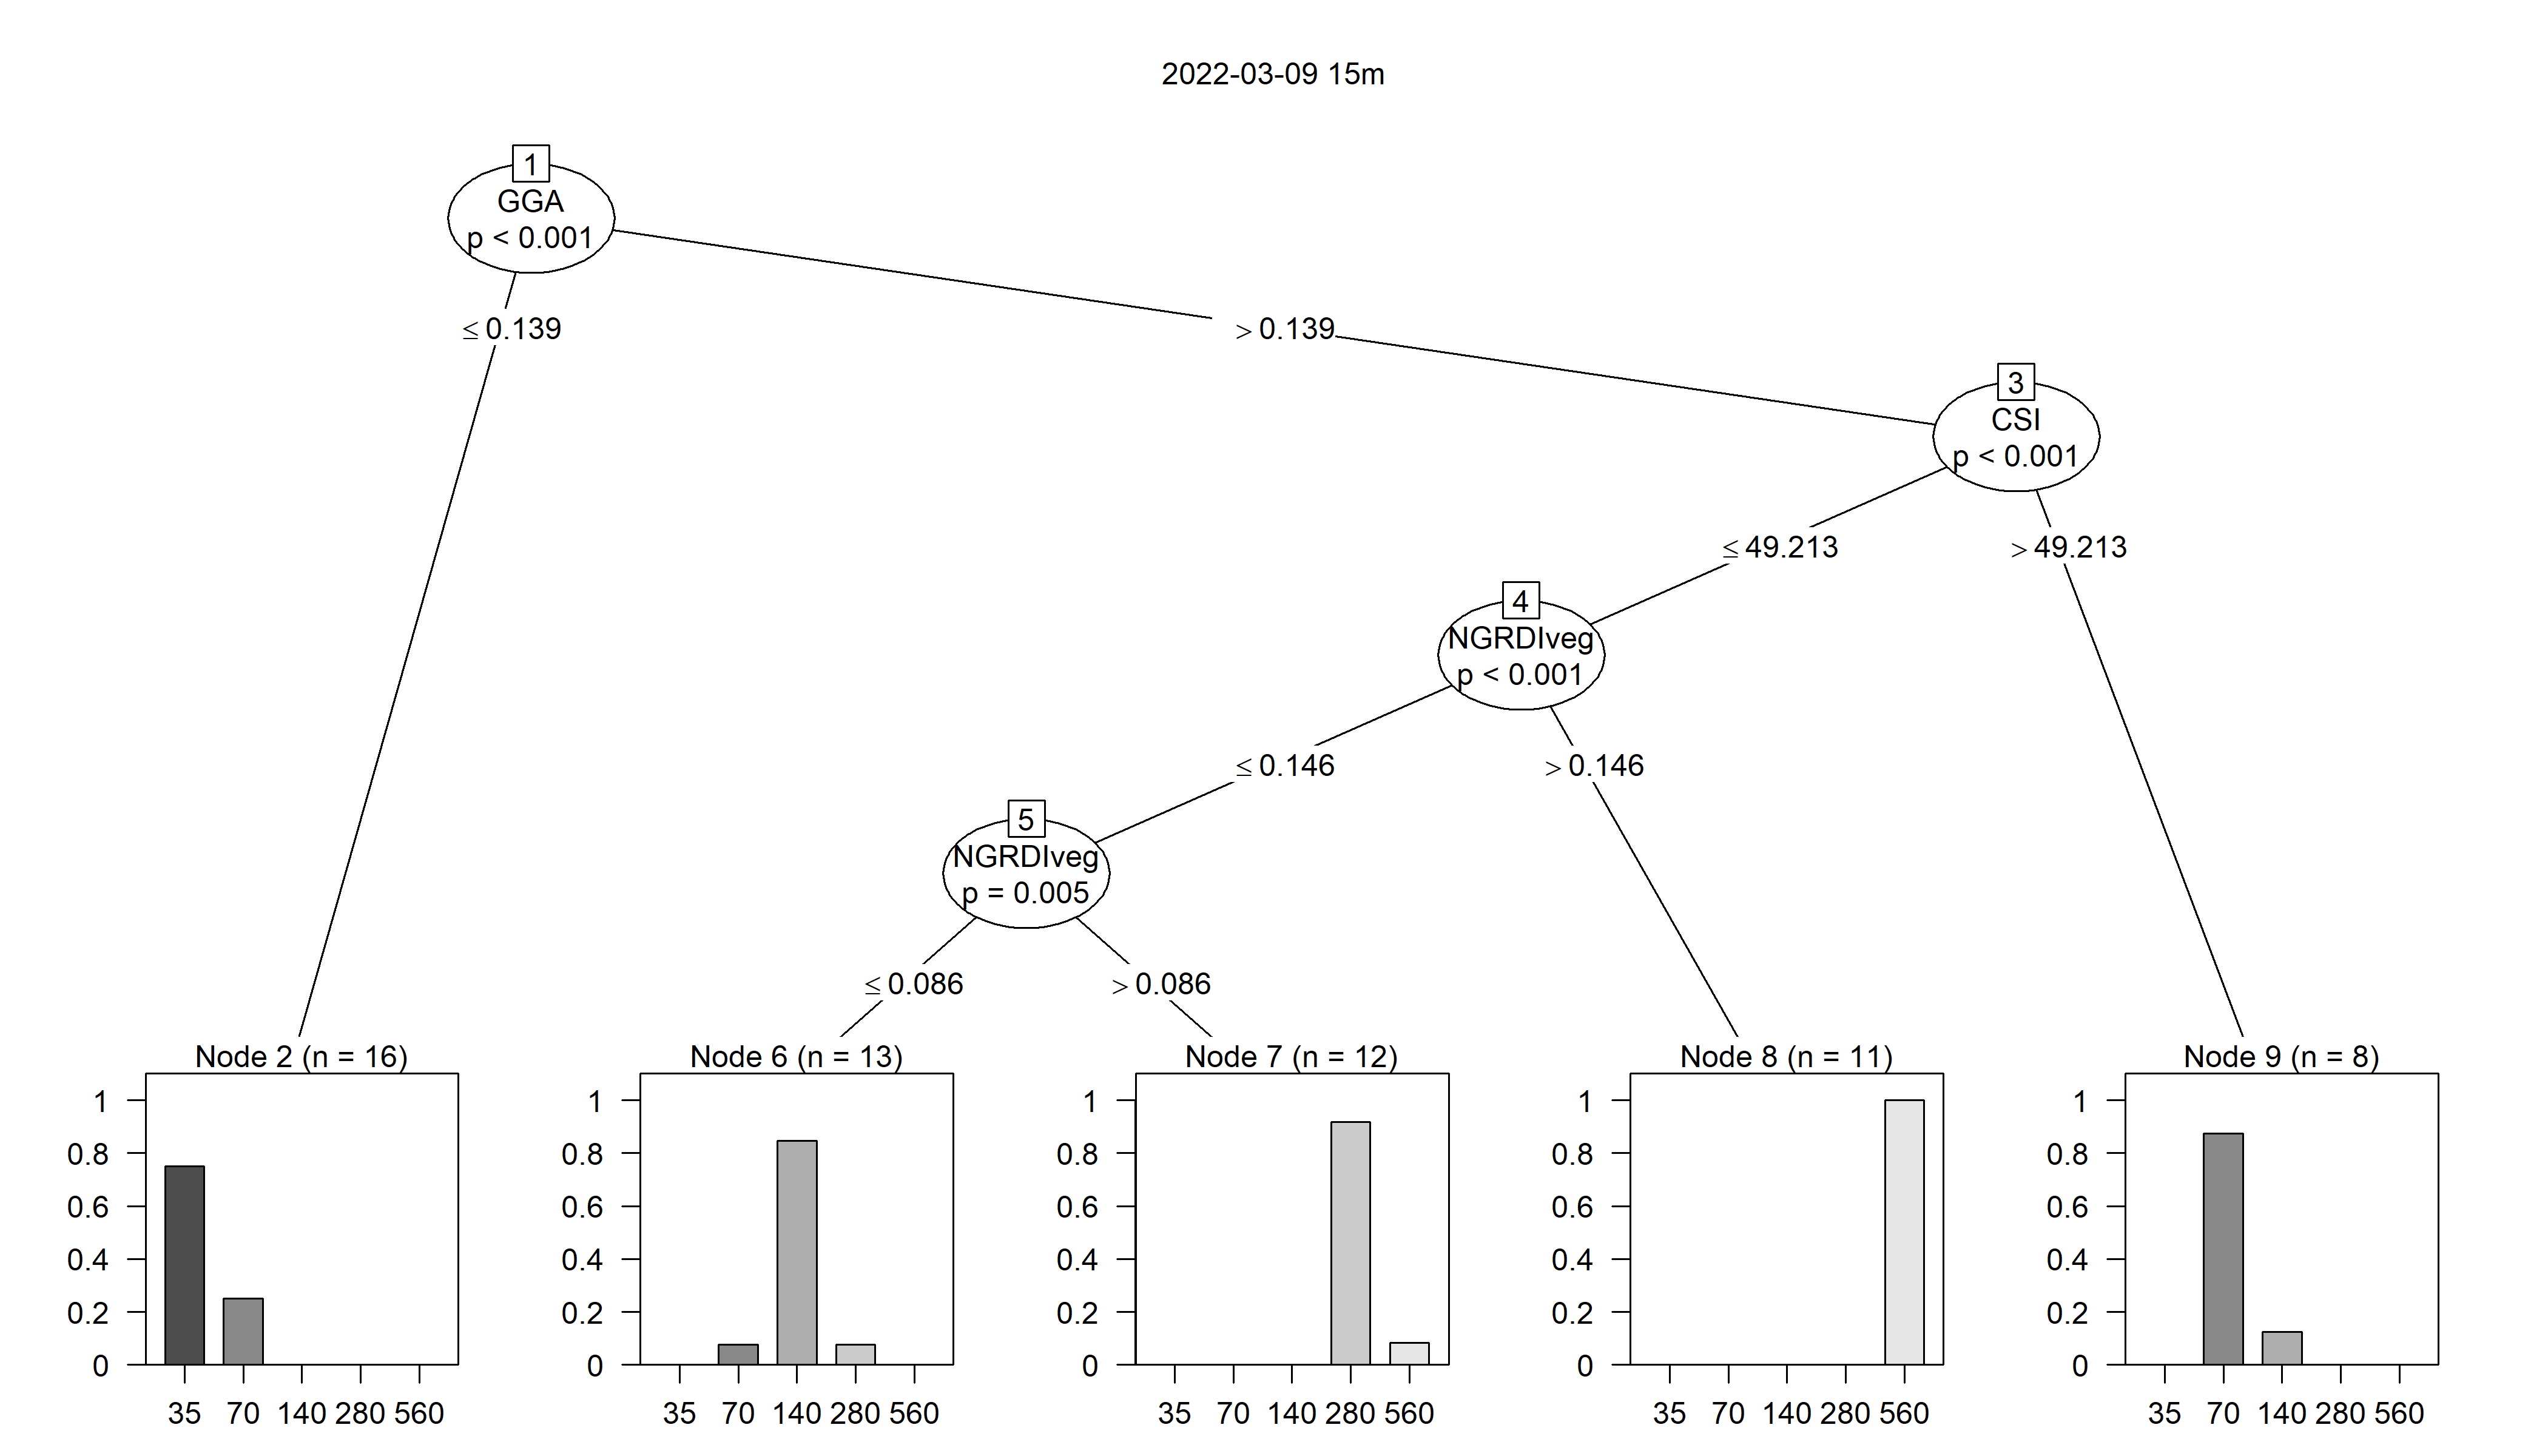 2022-03-09 15m
1
GGA
p < 0.001
≤ 0.139
> 0.139
3
CSI
p < 0.001
≤ 49.213
> 49.213
4
NGRDIveg
p < 0.001
≤ 0.146
> 0.146
5
NGRDIveg
p = 0.005
≤ 0.086
> 0.086
Node 2 (n = 16)
1
0.8
0.6
0.4
0.2
0
35 70 140 280 560
Node 6 (n = 13)
1
0.8
0.6
0.4
0.2
0
35 70 140 280 560
Node 7 (n = 12)
1
0.8
0.6
0.4
0.2
0
35 70 140 280 560
Node 8 (n = 11)
1
0.8
0.6
0.4
0.2
0
35 70 140 280 560
Node 9 (n = 8)
1
0.8
0.6
0.4
0.2
0
35 70 140 280 560